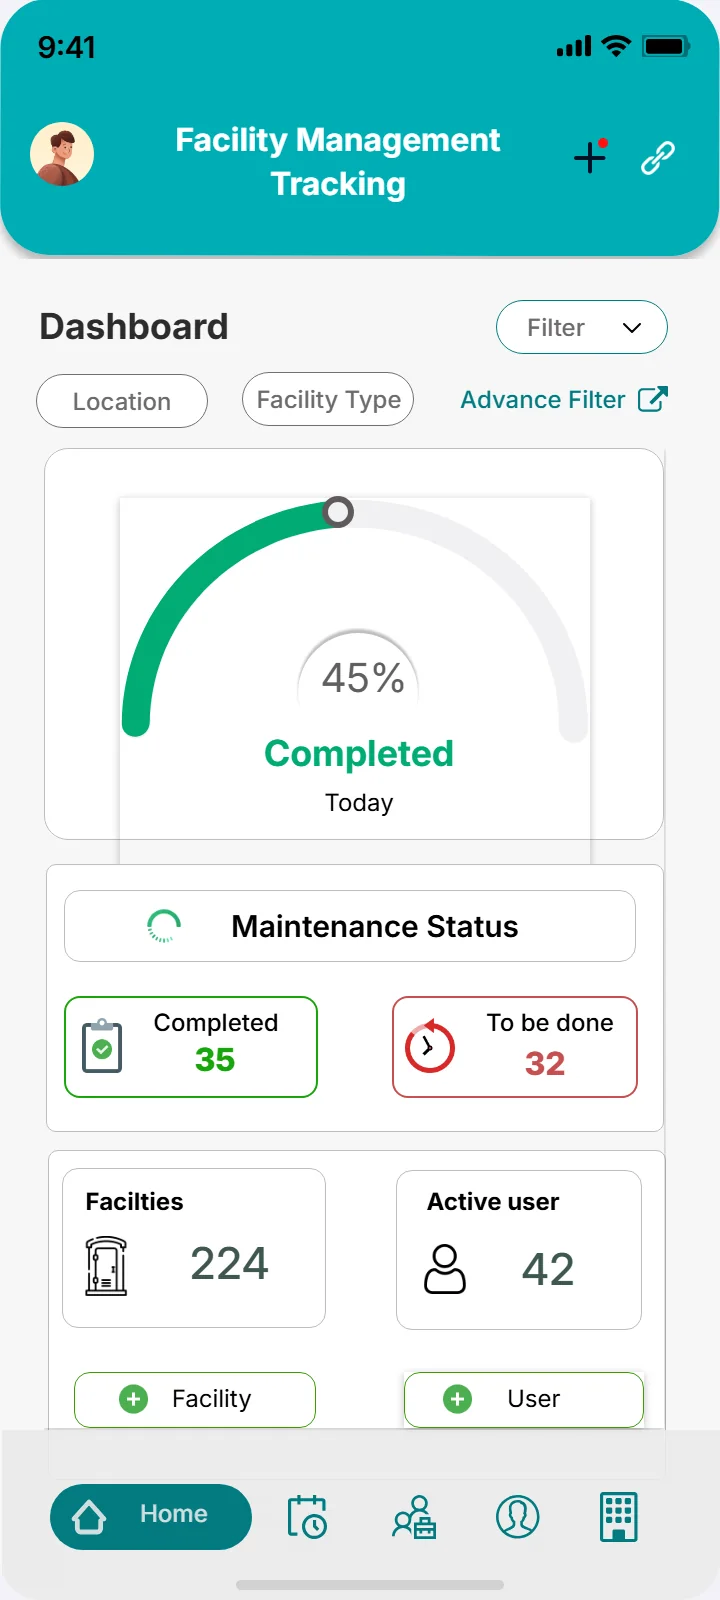 9:41
Facility Management
Tracking
Dashboard
Filter
Location
Facility Type
Advance Filter
45%
Completed
Today
Maintenance Status
Completed
35
To be done
32
Facilties
224
Active user
42
Facility
User
Home